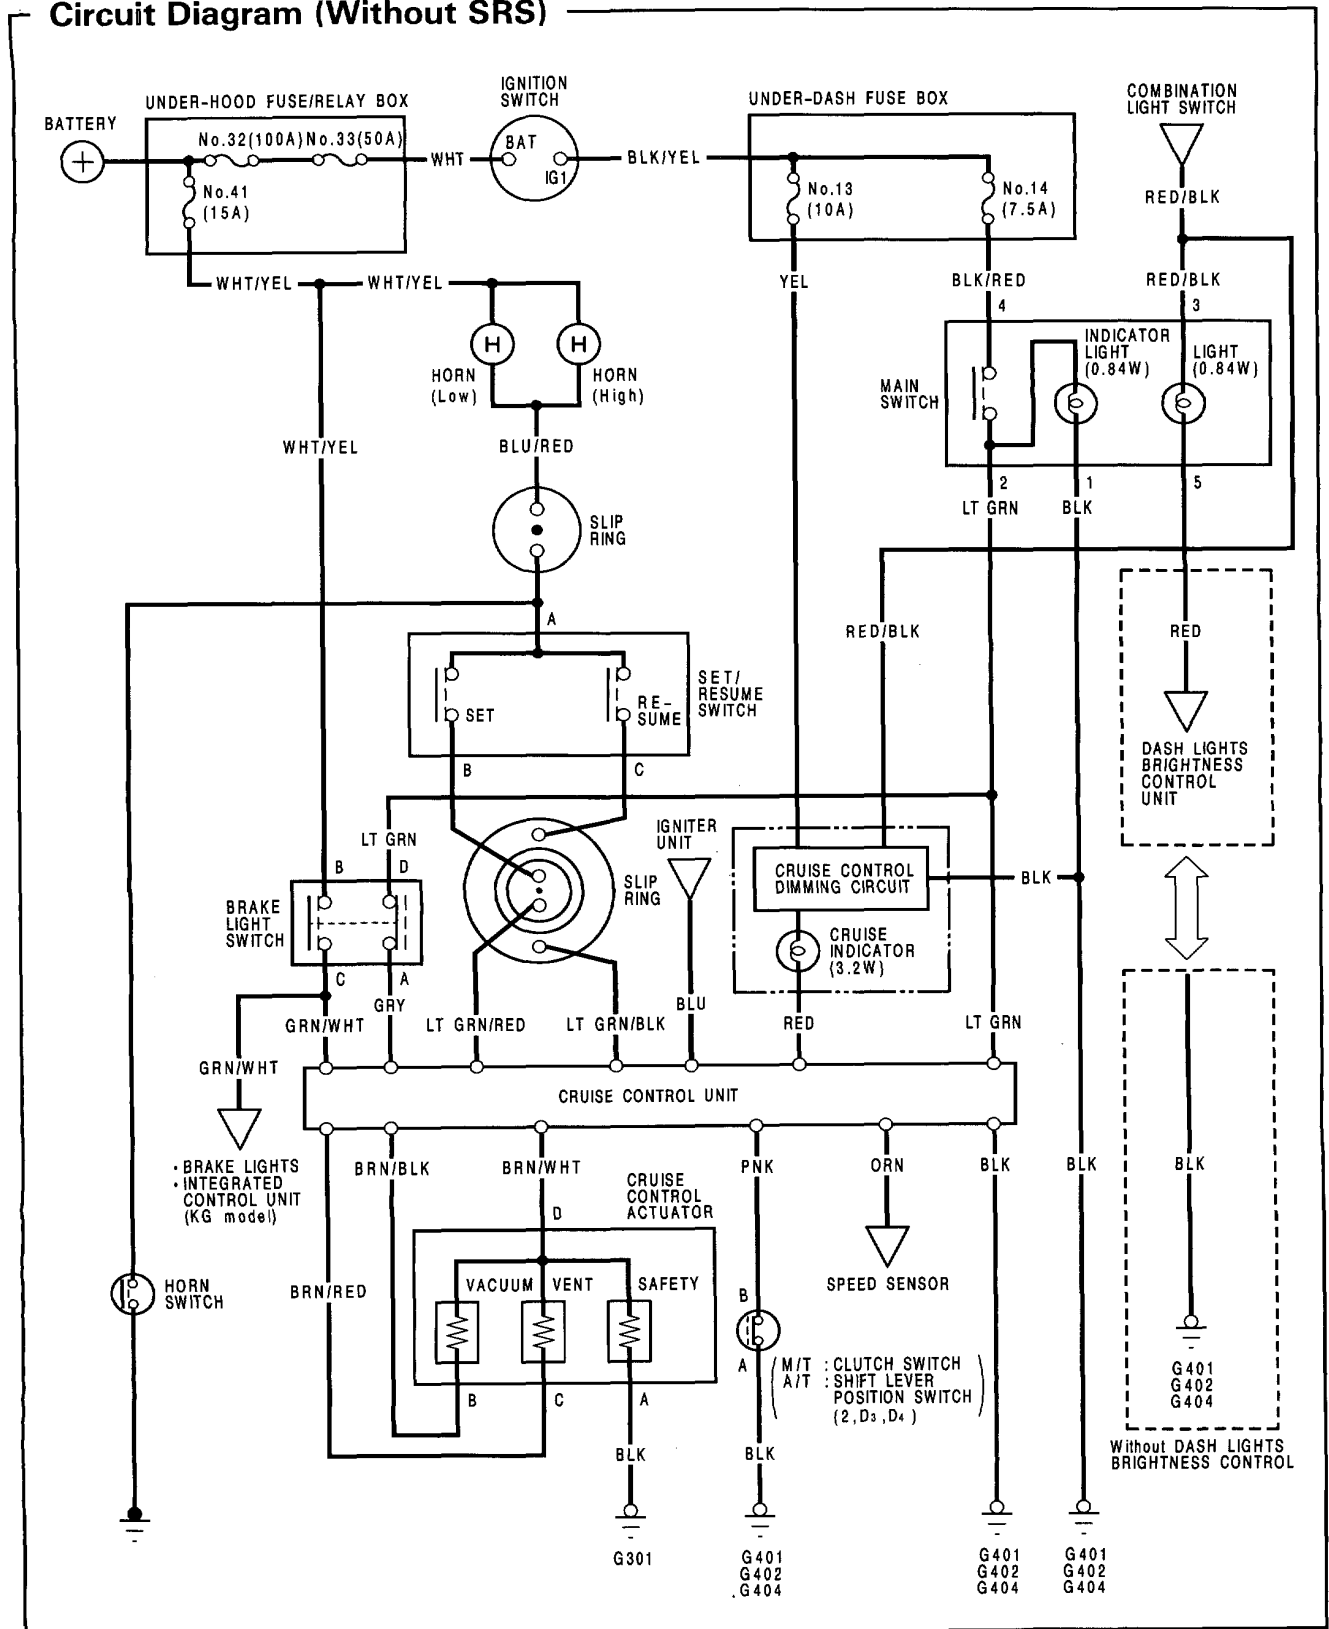 Circuit Diagram (Without SRS)
BATTERY
UNDER-HOOD FUSE/RELAY BOX
No.32(100A)
No.33(50A)
No.41
(15A)
WHT
IGNITION
SWITCH
BAT
IG1
BLK/YEL
UNDER-DASH FUSE BOX
No.13
(10A)
No.14
(7.5A)
COMBINATION
LIGHT SWITCH
RED/BLK
WHT/YEL
WHT/YEL
YEL
BLK/RED
RED/BLK
4
3
H
H
HORN
(Low)
HORN
(High)
MAIN
SWITCH
INDICATOR
LIGHT
(0.84W)
LIGHT
(0.84W)
WHT/YEL
BLU/RED
2
1
5
LT GRN
BLK
SLIP
RING
A
RED/BLK
RED
SET
RE-
SUME
SET/
RESUME
SWITCH
B
C
DASH LIGHTS
BRIGHTNESS
CONTROL
UNIT
LT GRN
IGNITER
UNIT
B
D
BRAKE
LIGHT
SWITCH
C
A
SLIP
RING
CRUISE CONTROL
DIMMING CIRCUIT
BLK
CRUISE
INDICATOR
(3.2W)
GRY
GRN/WHT
LT GRN/RED
LT GRN/BLK
BLU
RED
LT GRN
GRN/WHT
CRUISE CONTROL UNIT
• BRAKE LIGHTS
• INTEGRATED
CONTROL UNIT
(KG model)
BRN/BLK
BRN/WHT
PNK
ORN
BLK
BLK
BLK
CRUISE
CONTROL
ACTUATOR
D
HORN
SWITCH
BRN/RED
VACUUM
VENT
SAFETY
SPEED SENSOR
B
A
M/T : CLUTCH SWITCH
A/T : SHIFT LEVER
POSITION SWITCH
(2,D3,D4)
B
C
A
BLK
BLK
G401
G402
G404
Without DASH LIGHTS
BRIGHTNESS CONTROL
G301
G401
G402
G404
G401
G402
G404
G401
G402
G404